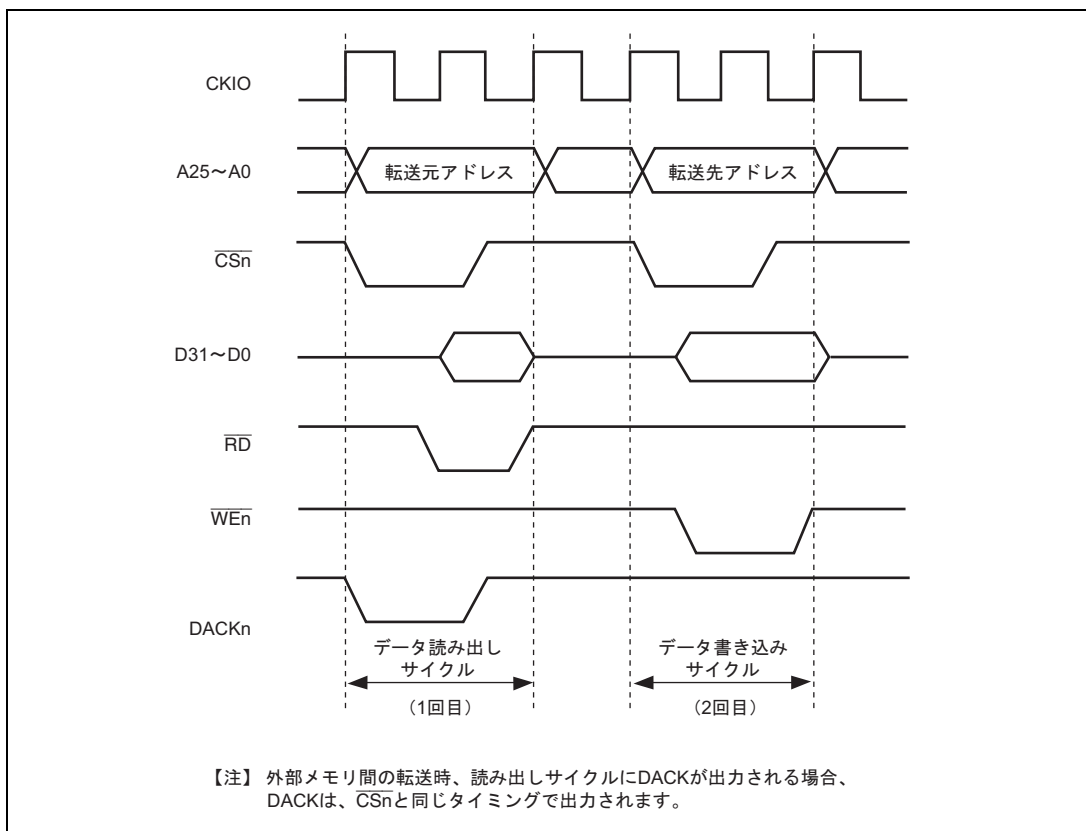 CKIO
A25～A0
転送元アドレス
転送先アドレス
CSn
D31～D0
RD
WEn
DACKn
データ読み出し
サイクル
（1回目）
データ書き込み
サイクル
（2回目）
【注】 外部メモリ間の転送時、読み出しサイクルにDACKが出力される場合、
DACKは、CSnと同じタイミングで出力されます。